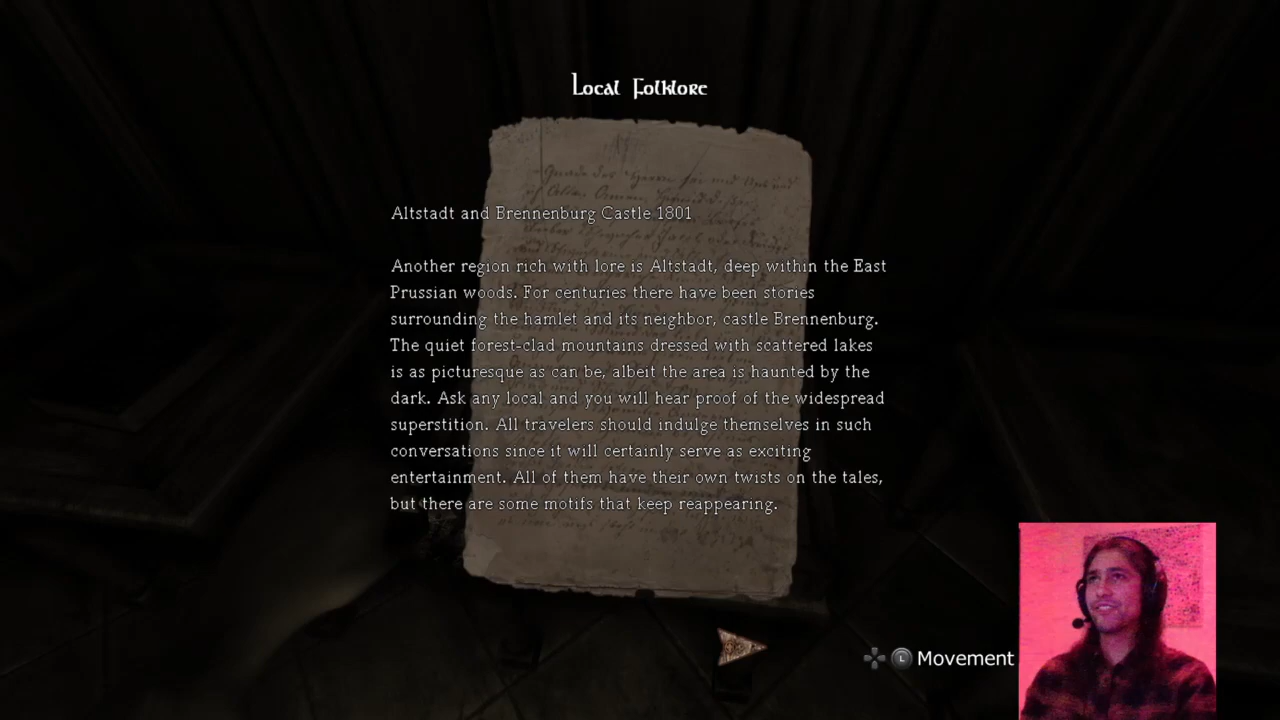 Local Folklore
Altstadt and Brennenburg Castle 1801
Another region rich with lore is Altstadt, deep within the East
Prussian woods. For centuries there have been stories
surrounding the hamlet and its neighbor, castle Brennenburg.
The quiet forest-clad mountains dressed with scattered lakes
is as picturesque as can be, albeit the area is haunted by the
dark. Ask any local and you will hear proof of the widespread
superstition. All travelers should indulge themselves in such
conversations since it will certainly serve as exciting
entertainment. All of them have their own twists on the tales,
but there are some motifs that keep reappearing.
L Movement